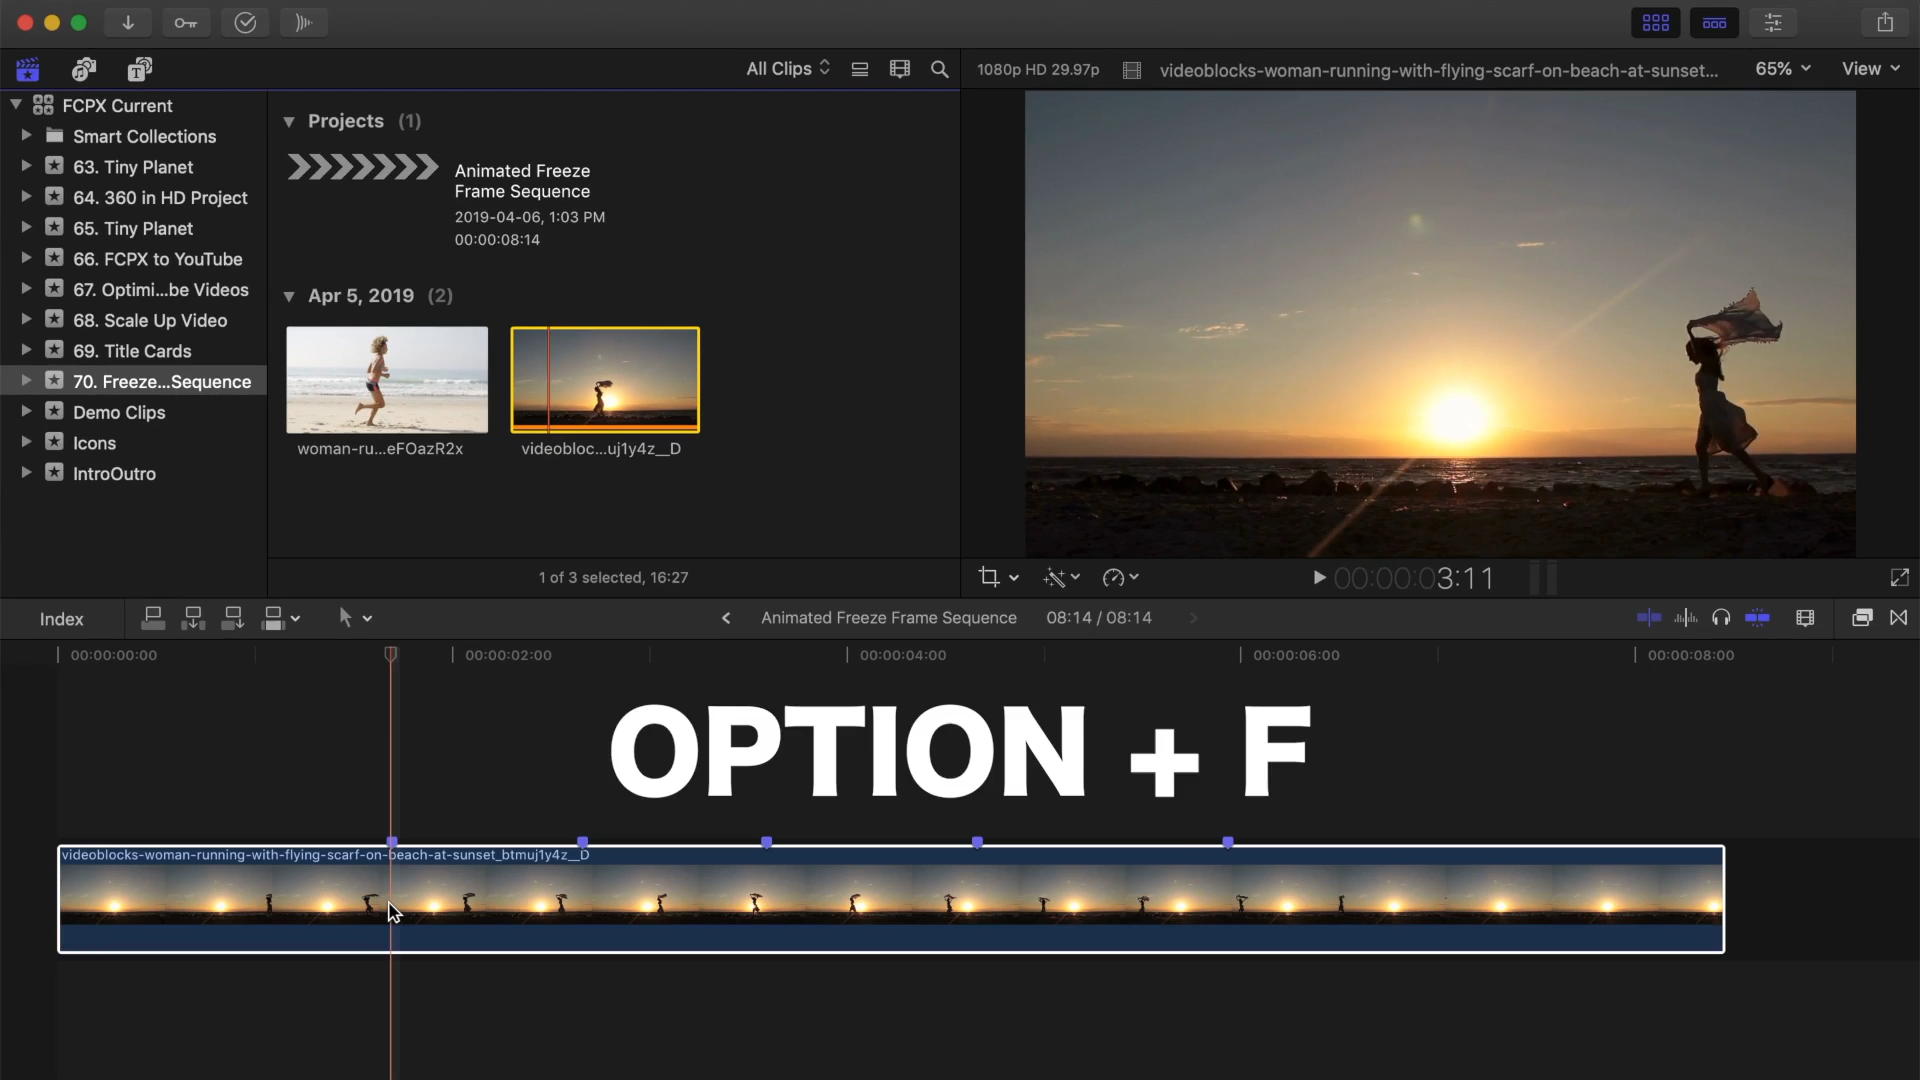 All Clips
1080p HD 29.97p
videoblocks-woman-running-with-flying-scarf-on-beach-at-sunset...
65%
View
FCPX Current
Smart Collections
63. Tiny Planet
64. 360 in HD Project
65. Tiny Planet
66. FCPX to YouTube
67. Optimi...be Videos
68. Scale Up Video
69. Title Cards
70. Freeze...Sequence
Demo Clips
Icons
IntroOutro
Projects (1)
Animated Freeze
Frame Sequence
2019-04-06, 1:03 PM
00:00:08:14
Apr 5, 2019 (2)
woman-ru...eFOazR2x
videobloc...uj1y4z__D
1 of 3 selected, 16:27
00:00:03:11
Index
Animated Freeze Frame Sequence
08:14 / 08:14
00:00:00:00
00:00:02:00
00:00:04:00
00:00:06:00
00:00:08:00
OPTION + F
videoblocks-woman-running-with-flying-scarf-on-beach-at-sunset_btmuj1y4z__D